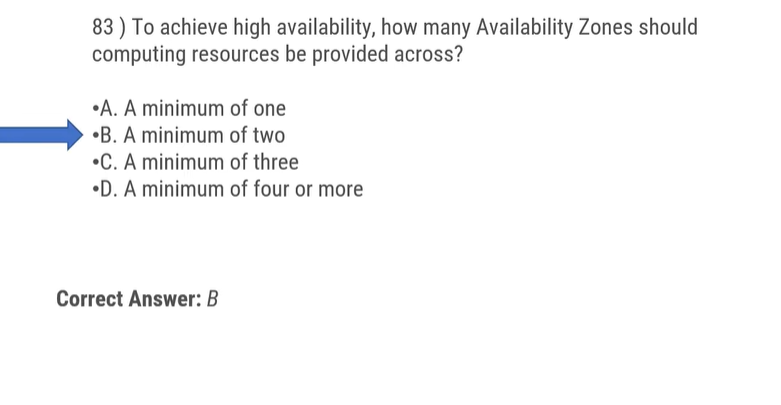 83 ) To achieve high availability, how many Availability Zones should
computing resources be provided across?
•A. A minimum of one
•B. A minimum of two
•C. A minimum of three
•D. A minimum of four or more
Correct Answer: B